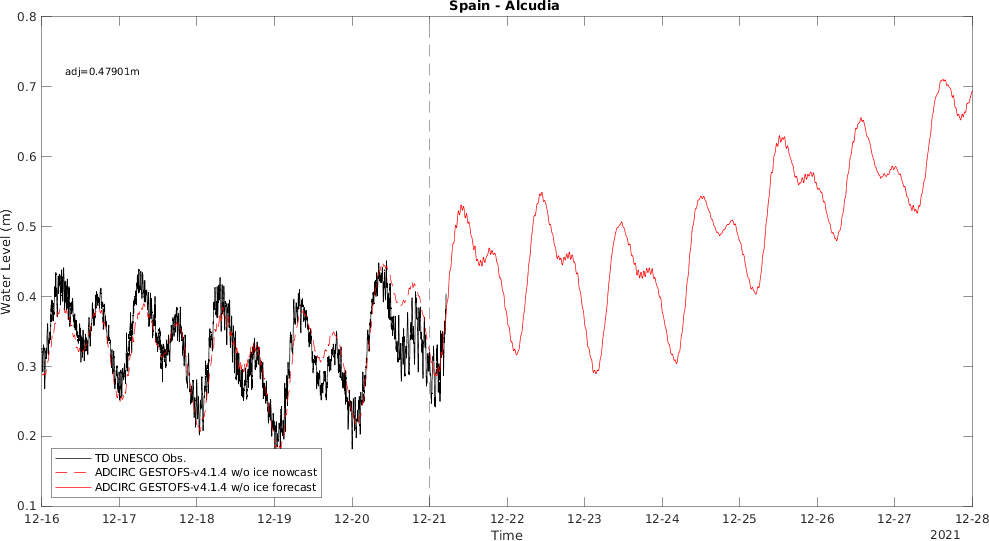 Spain - Alcudia
0.8
adj=0.47901m
0.7
0.6
0.5
Water Level (m)
0.4
0.3
0.2
TD UNESCO Obs.
ADCIRC GESTOFS-v4.1.4 w/o ice nowcast
ADCIRC GESTOFS-v4.1.4 w/o ice forecast
0.1
12-16 12-17 12-18 12-19 12-20 12-21 12-22 12-23 12-24 12-25 12-26 12-27 12-28
Time
2021